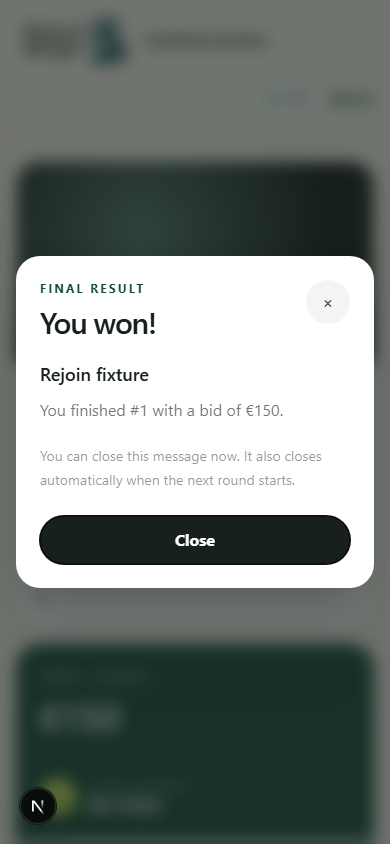 FINAL RESULT
You won!
×
Rejoin fixture
You finished #1 with a bid of €150.
You can close this message now. It also closes
automatically when the next round starts.
Close
N